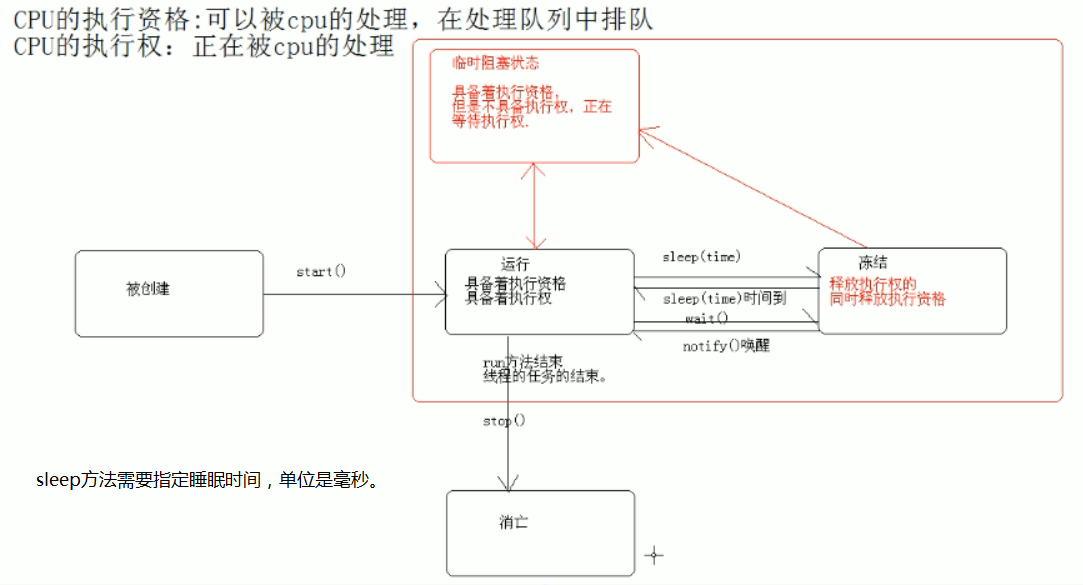 CPU的执行资格:可以被cpu的处理，在处理队列中排队
CPU的执行权：正在被cpu的处理
临时阻塞状态
具备着执行资格，
但是不具备执行权，正在
等待执行权.
被创建
start()
运行
具备着执行资格
具备着执行权
sleep(time)
sleep(time)时间到
wait()
notify()唤醒
冻结
释放执行权的
同时释放执行资格
run方法结束
线程的任务的结束。
stop()
sleep方法需要指定睡眠时间，单位是毫秒。
消亡